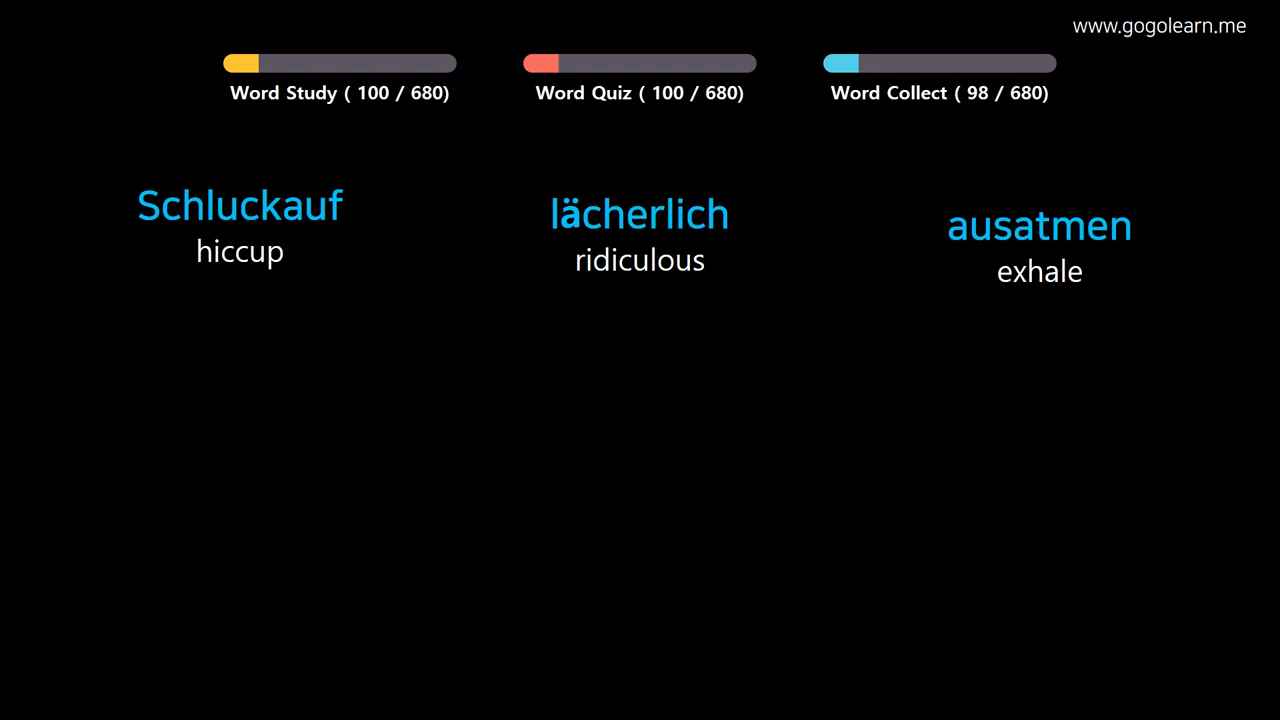 www.gogolearn.me
Word Study ( 100 / 680)
Word Quiz ( 100 / 680)
Word Collect ( 98 / 680)
Schluckauf
hiccup
lächerlich
ridiculous
ausatmen
exhale